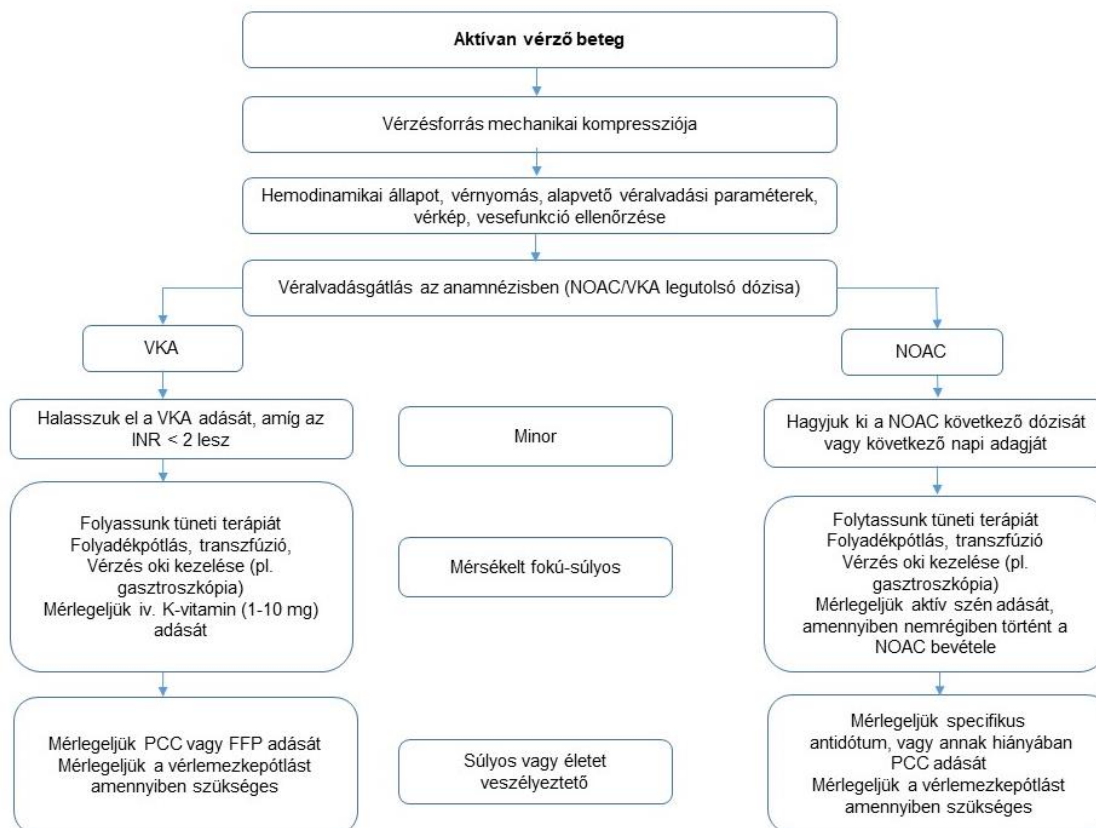 Aktívan vérző beteg
Vérzésforrás mechanikai kompressziója
Hemodinamikai állapot, vérnyomás, alapvető véralvadási paraméterek,
vérkép, vesefunkció ellenőrzése
Véralvadásgátlás az anamnézisben (NOAC/VKA legutolsó dózisa)
VKA
NOAC
Halasszuk el a VKA adását, amíg az
INR < 2 lesz
Minor
Hagyjuk ki a NOAC következő dózisát
vagy következő napi adagját
Folyassunk tüneti terápiát
Folyadékpótlás, transzfúzió,
Vérzés oki kezelése (pl.
gasztroszkópia)
Mérlegeljük iv. K-vitamin (1-10 mg)
adását
Mérsékelt fokú-súlyos
Folytassunk tüneti terápiát
Folyadékpótlás, transzfúzió
Vérzés oki kezelése (pl.
gasztroszkópia)
Mérlegeljük aktív szén adását,
amennyiben nemrégiben történt a
NOAC bevétele
Mérlegeljük PCC vagy FFP adását
Mérlegeljük a vérlemezkepótlást
amennyiben szükséges
Súlyos vagy életet
veszélyeztető
Mérlegeljük specifikus
antidótum, vagy annak hiányában
PCC adását
Mérlegeljük a vérlemezkepótlást
amennyiben szükséges